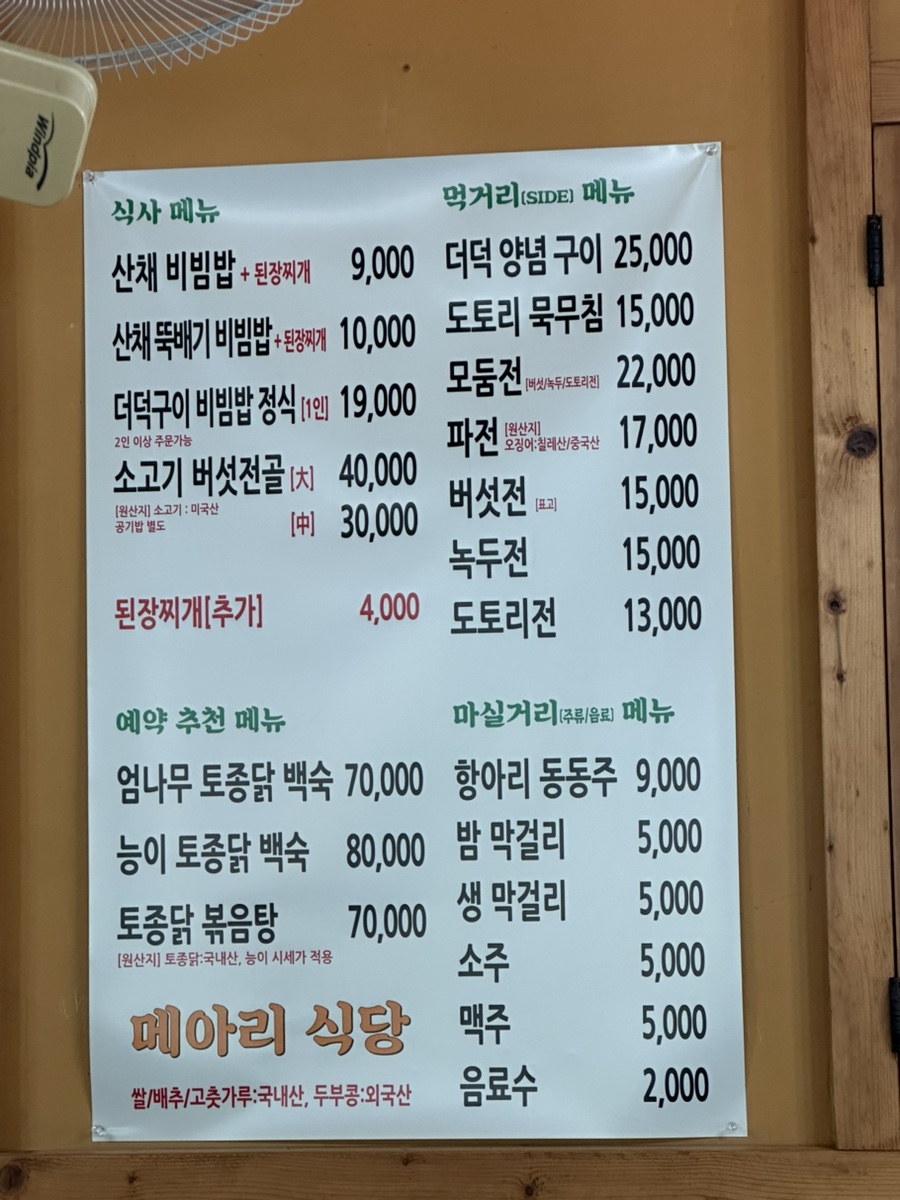 Windpia
식사 메뉴
산채 비빔밥 + 된장찌개 9,000
산채 뚝배기 비빔밥 + 된장찌개 10,000
더덕구이 비빔밥 정식 [1인] 19,000
2인 이상 주문가능
소고기 버섯전골 [大] 40,000
[원산지] 소고기 : 미국산
공기밥 별도
[中] 30,000
된장찌개[추가] 4,000
먹거리(SIDE) 메뉴
더덕 양념 구이 25,000
도토리 묵무침 15,000
모둠전 [버섯/녹두/도토리전] 22,000
파전 [원산지] 17,000
오징어:칠레산/중국산
버섯전 [표고] 15,000
녹두전 15,000
도토리전 13,000
예약 추천 메뉴
엄나무 토종닭 백숙 70,000
능이 토종닭 백숙 80,000
토종닭 볶음탕 70,000
[원산지] 토종닭:국내산, 능이 시세가 적용
마실거리[주류/음료] 메뉴
항아리 동동주 9,000
밤 막걸리 5,000
생 막걸리 5,000
소주 5,000
맥주 5,000
음료수 2,000
메아리 식당
쌀/배추/고춧가루:국내산, 두부콩:외국산